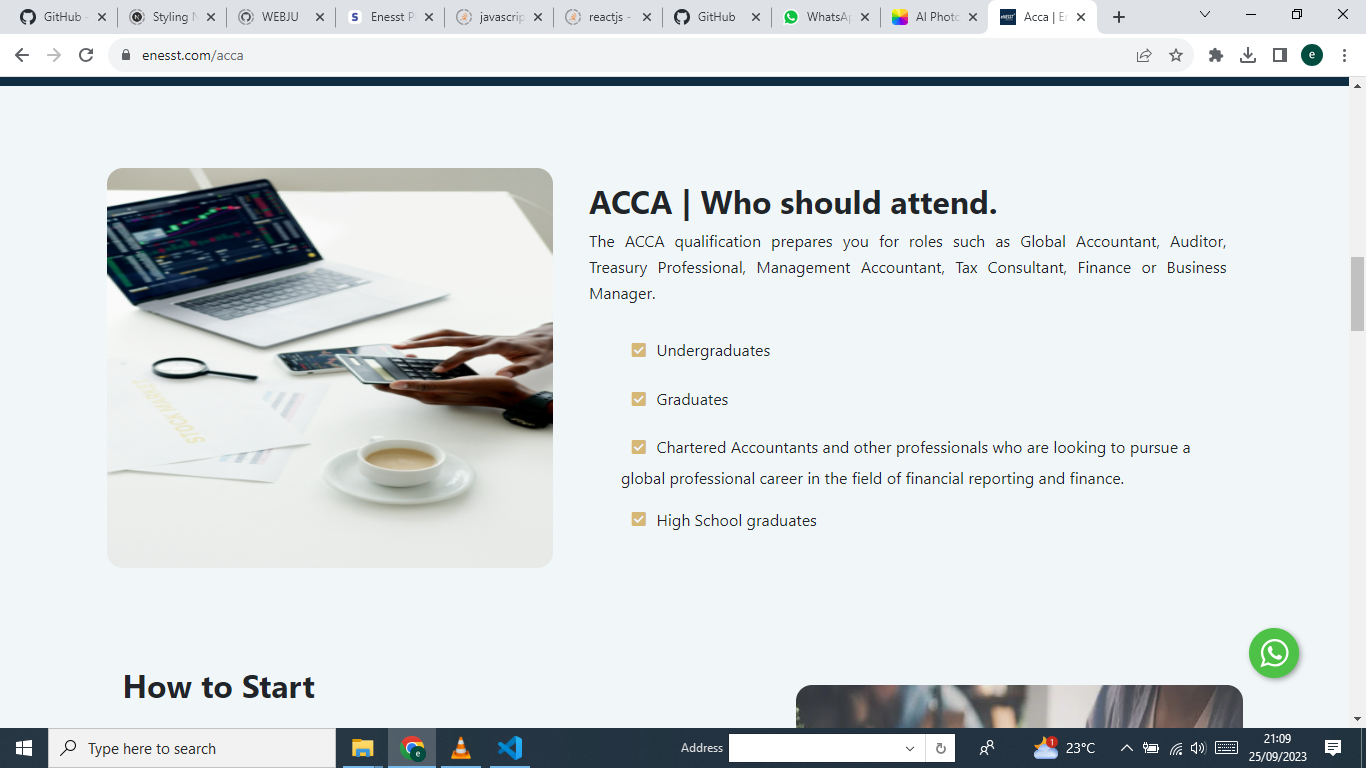 GitHub -
Styling N
WEBJU
Enesst P
javascrip
reactjs -
GitHub
WhatsAp
AI Photo
Acca | En
enesst.com/acca
e
ACCA | Who should attend.
The ACCA qualification prepares you for roles such as Global Accountant, Auditor,
Treasury Professional, Management Accountant, Tax Consultant, Finance or Business
Manager.
Undergraduates
Graduates
Chartered Accountants and other professionals who are looking to pursue a
global professional career in the field of financial reporting and finance.
High School graduates
STOCK MARKET
How to Start
Type here to search
e
Address
1
23°C
21:09
25/09/2023